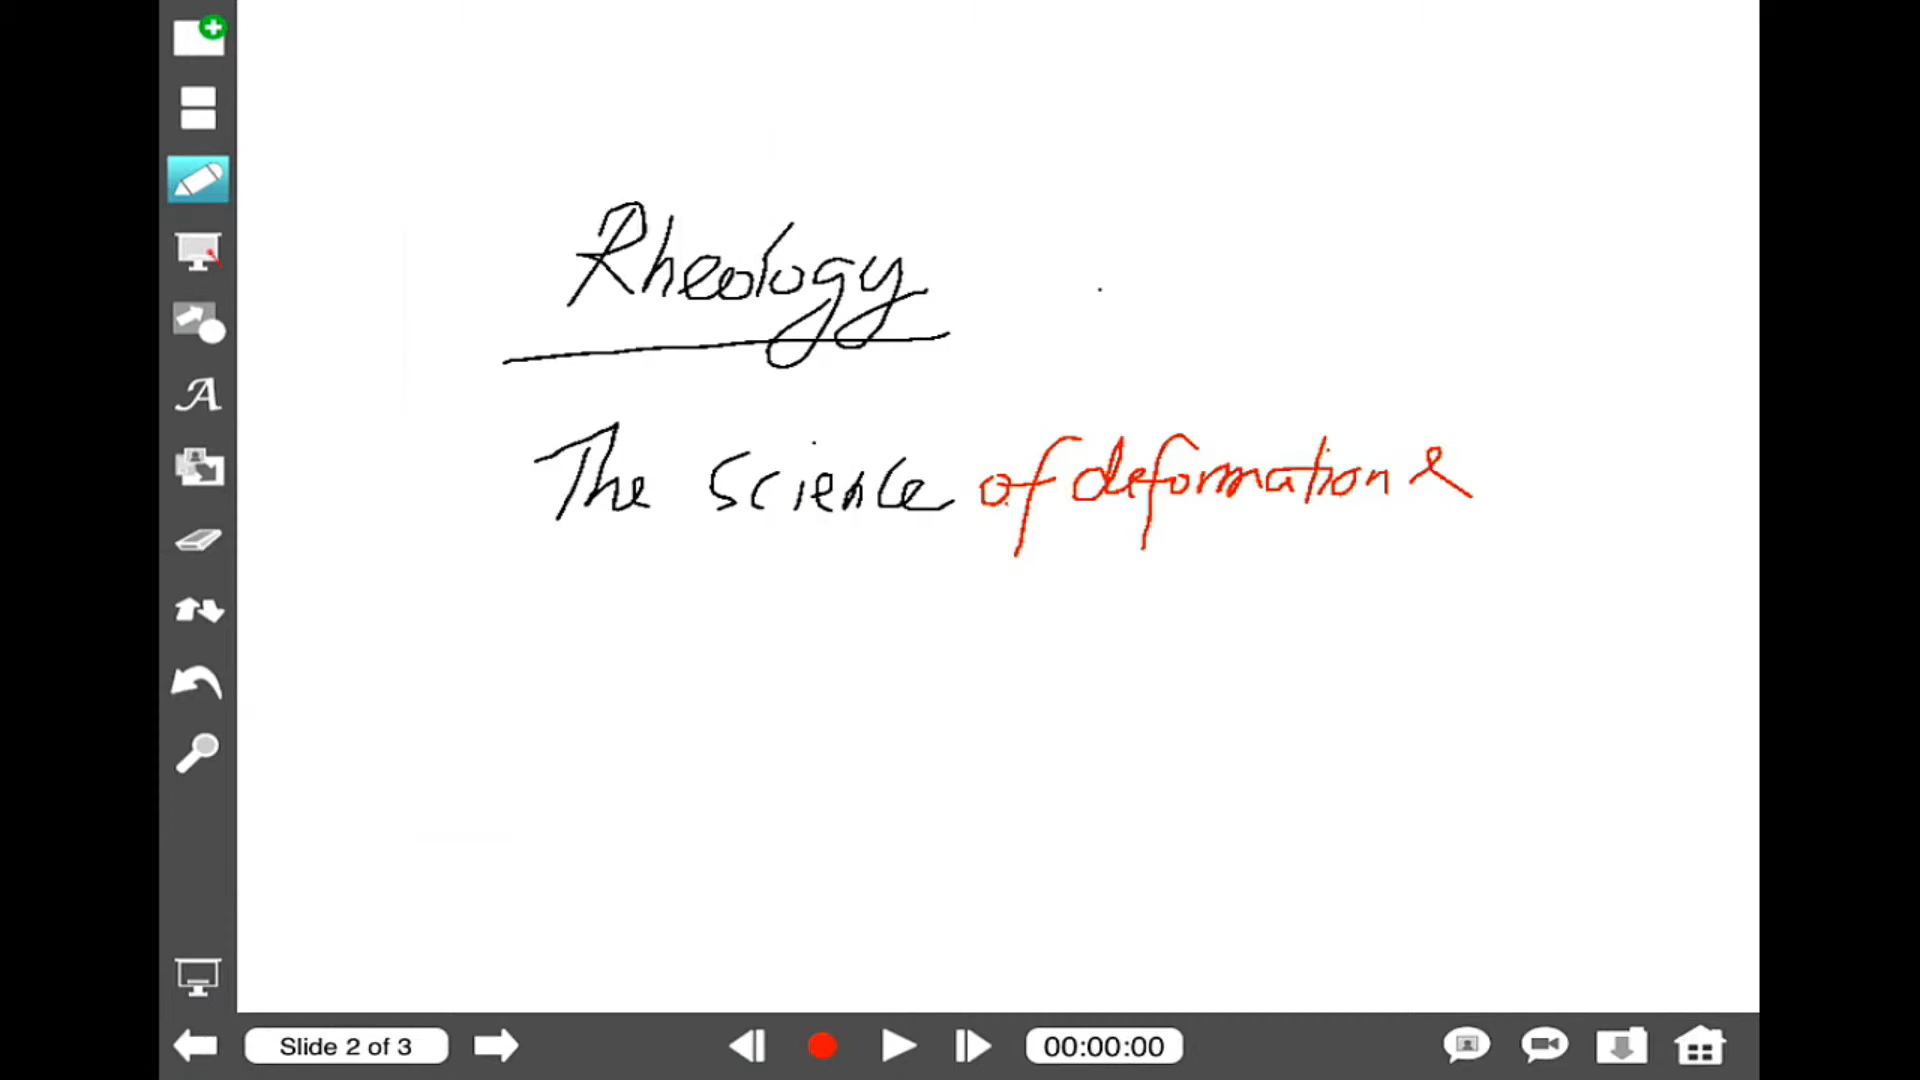 Rheology
The science of deformation &
Slide 2 of 3
00:00:00